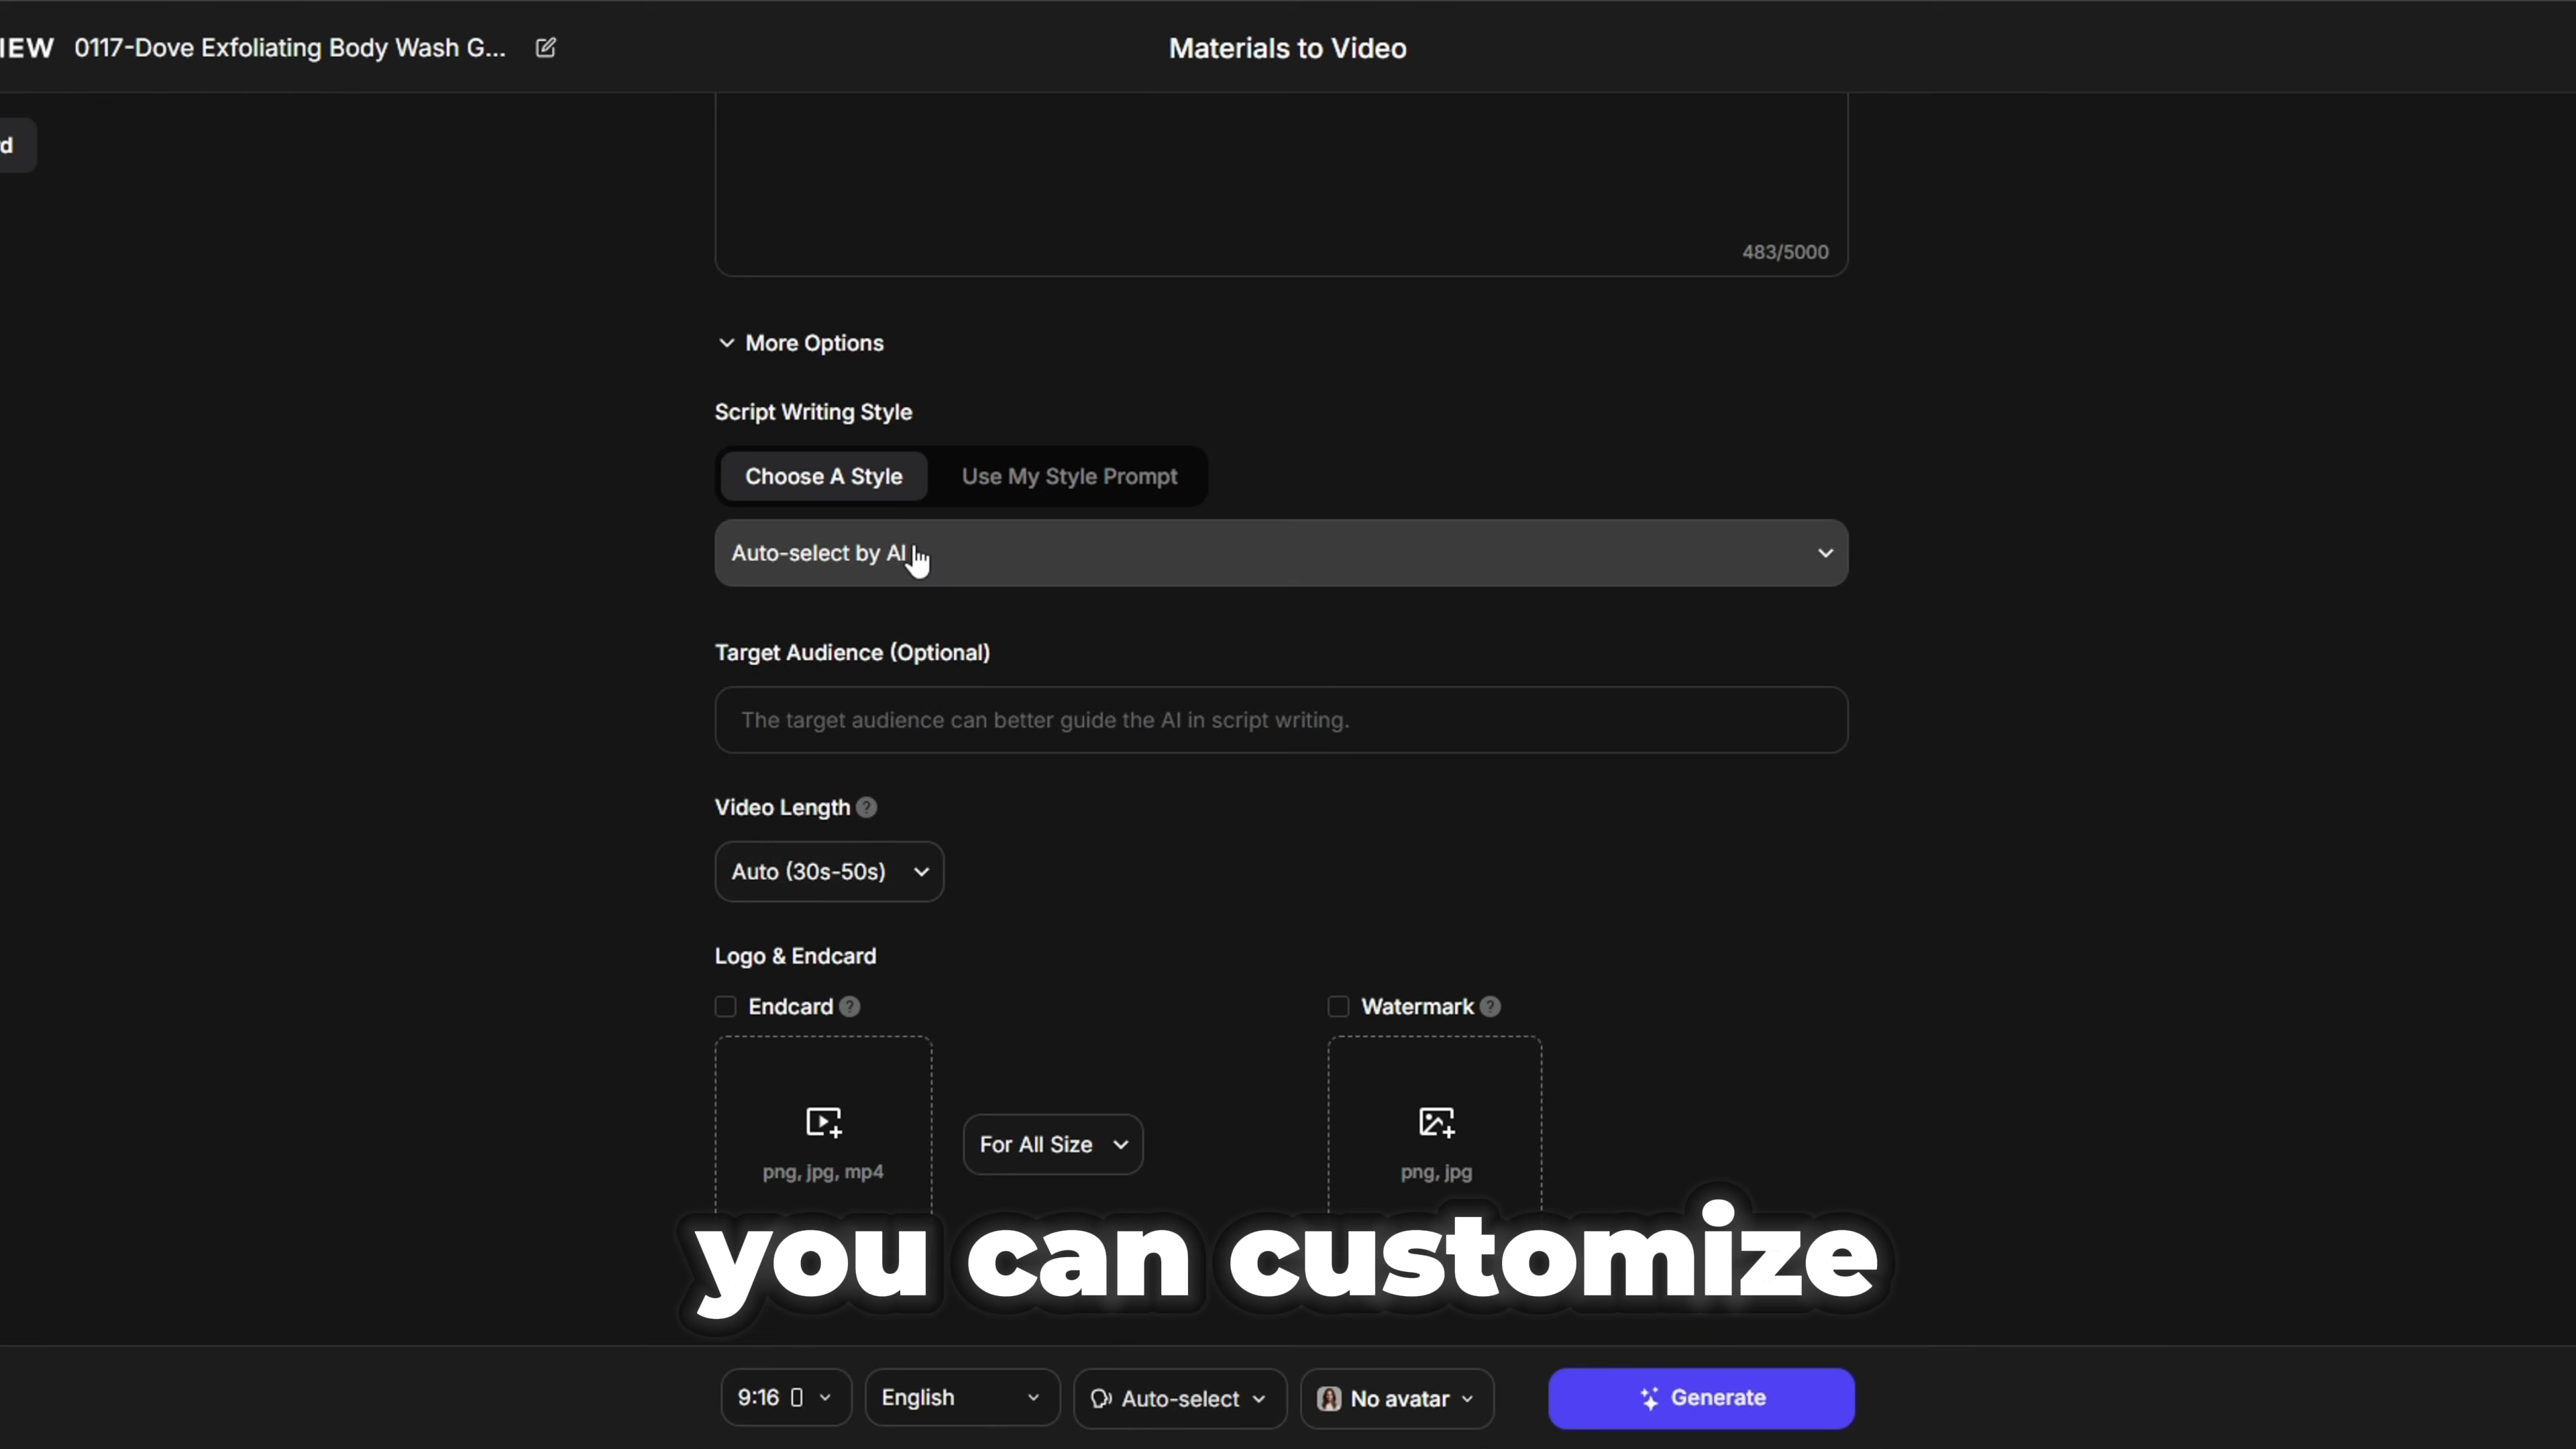 IEW 0117-Dove Exfoliating Body Wash G... Materials to Video
d
483/5000
More Options
Script Writing Style
Choose A Style Use My Style Prompt
Auto-select by AI
Target Audience (Optional)
The target audience can better guide the AI in script writing.
Video Length ?
Auto (30s-50s)
Logo & Endcard
Endcard ? Watermark ?
For All Size
png, jpg, mp4 png, jpg
you can customize
9:16 English Auto-select No avatar Generate